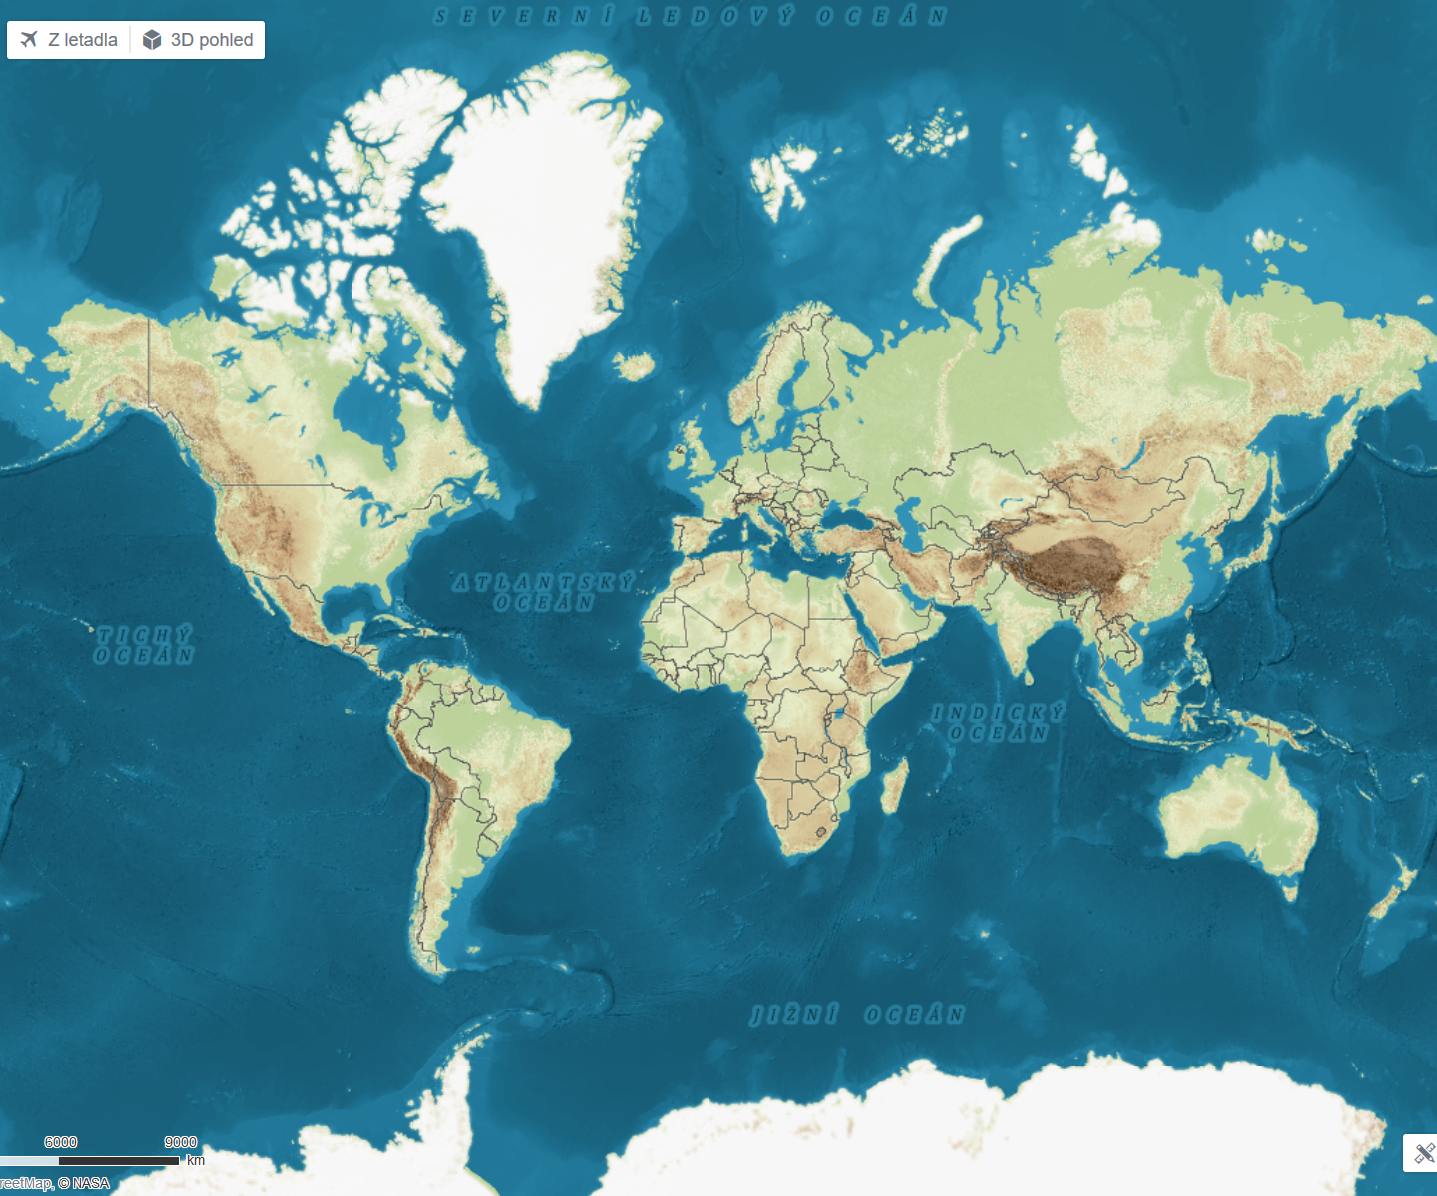 SEVERNÍ LEDOVÝ OCEÁN
Z letadla
3D pohled
ATLANTSKÝ
OCEÁN
TICHÝ
OCEÁN
INDICKÝ
OCEÁN
JIŽNÍ OCEÁN
6000 9000
km
reetMap, © NASA